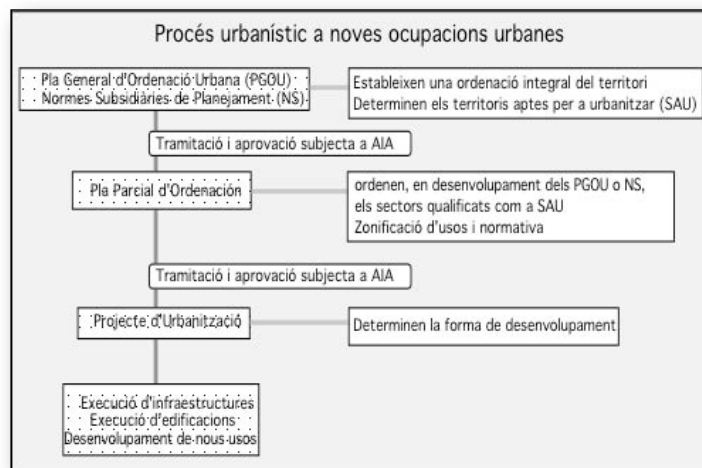 Procés urbanístic a noves ocupacions urbanes
Pla General d'Ordenació Urbana (PGOU)
Normes Subsidiàries de Planejament (NS)
Estableixen una ordenació integral del territori
Determinen els territoris aptes per a urbanitzar (SAU)
Tramitació i aprovació subjecta a AIA
Pla Parcial d'Ordenación
ordenen, en desenvolupament dels PGOU o NS,
els sectors qualificats com a SAU
Zonificació d'usos i normativa
Tramitació i aprovació subjecta a AIA
Projecte d'Urbanització
Determinen la forma de desenvolupament
Execució d'infraestructures
Execució d'edificacions
Desenvolupament de nous usos